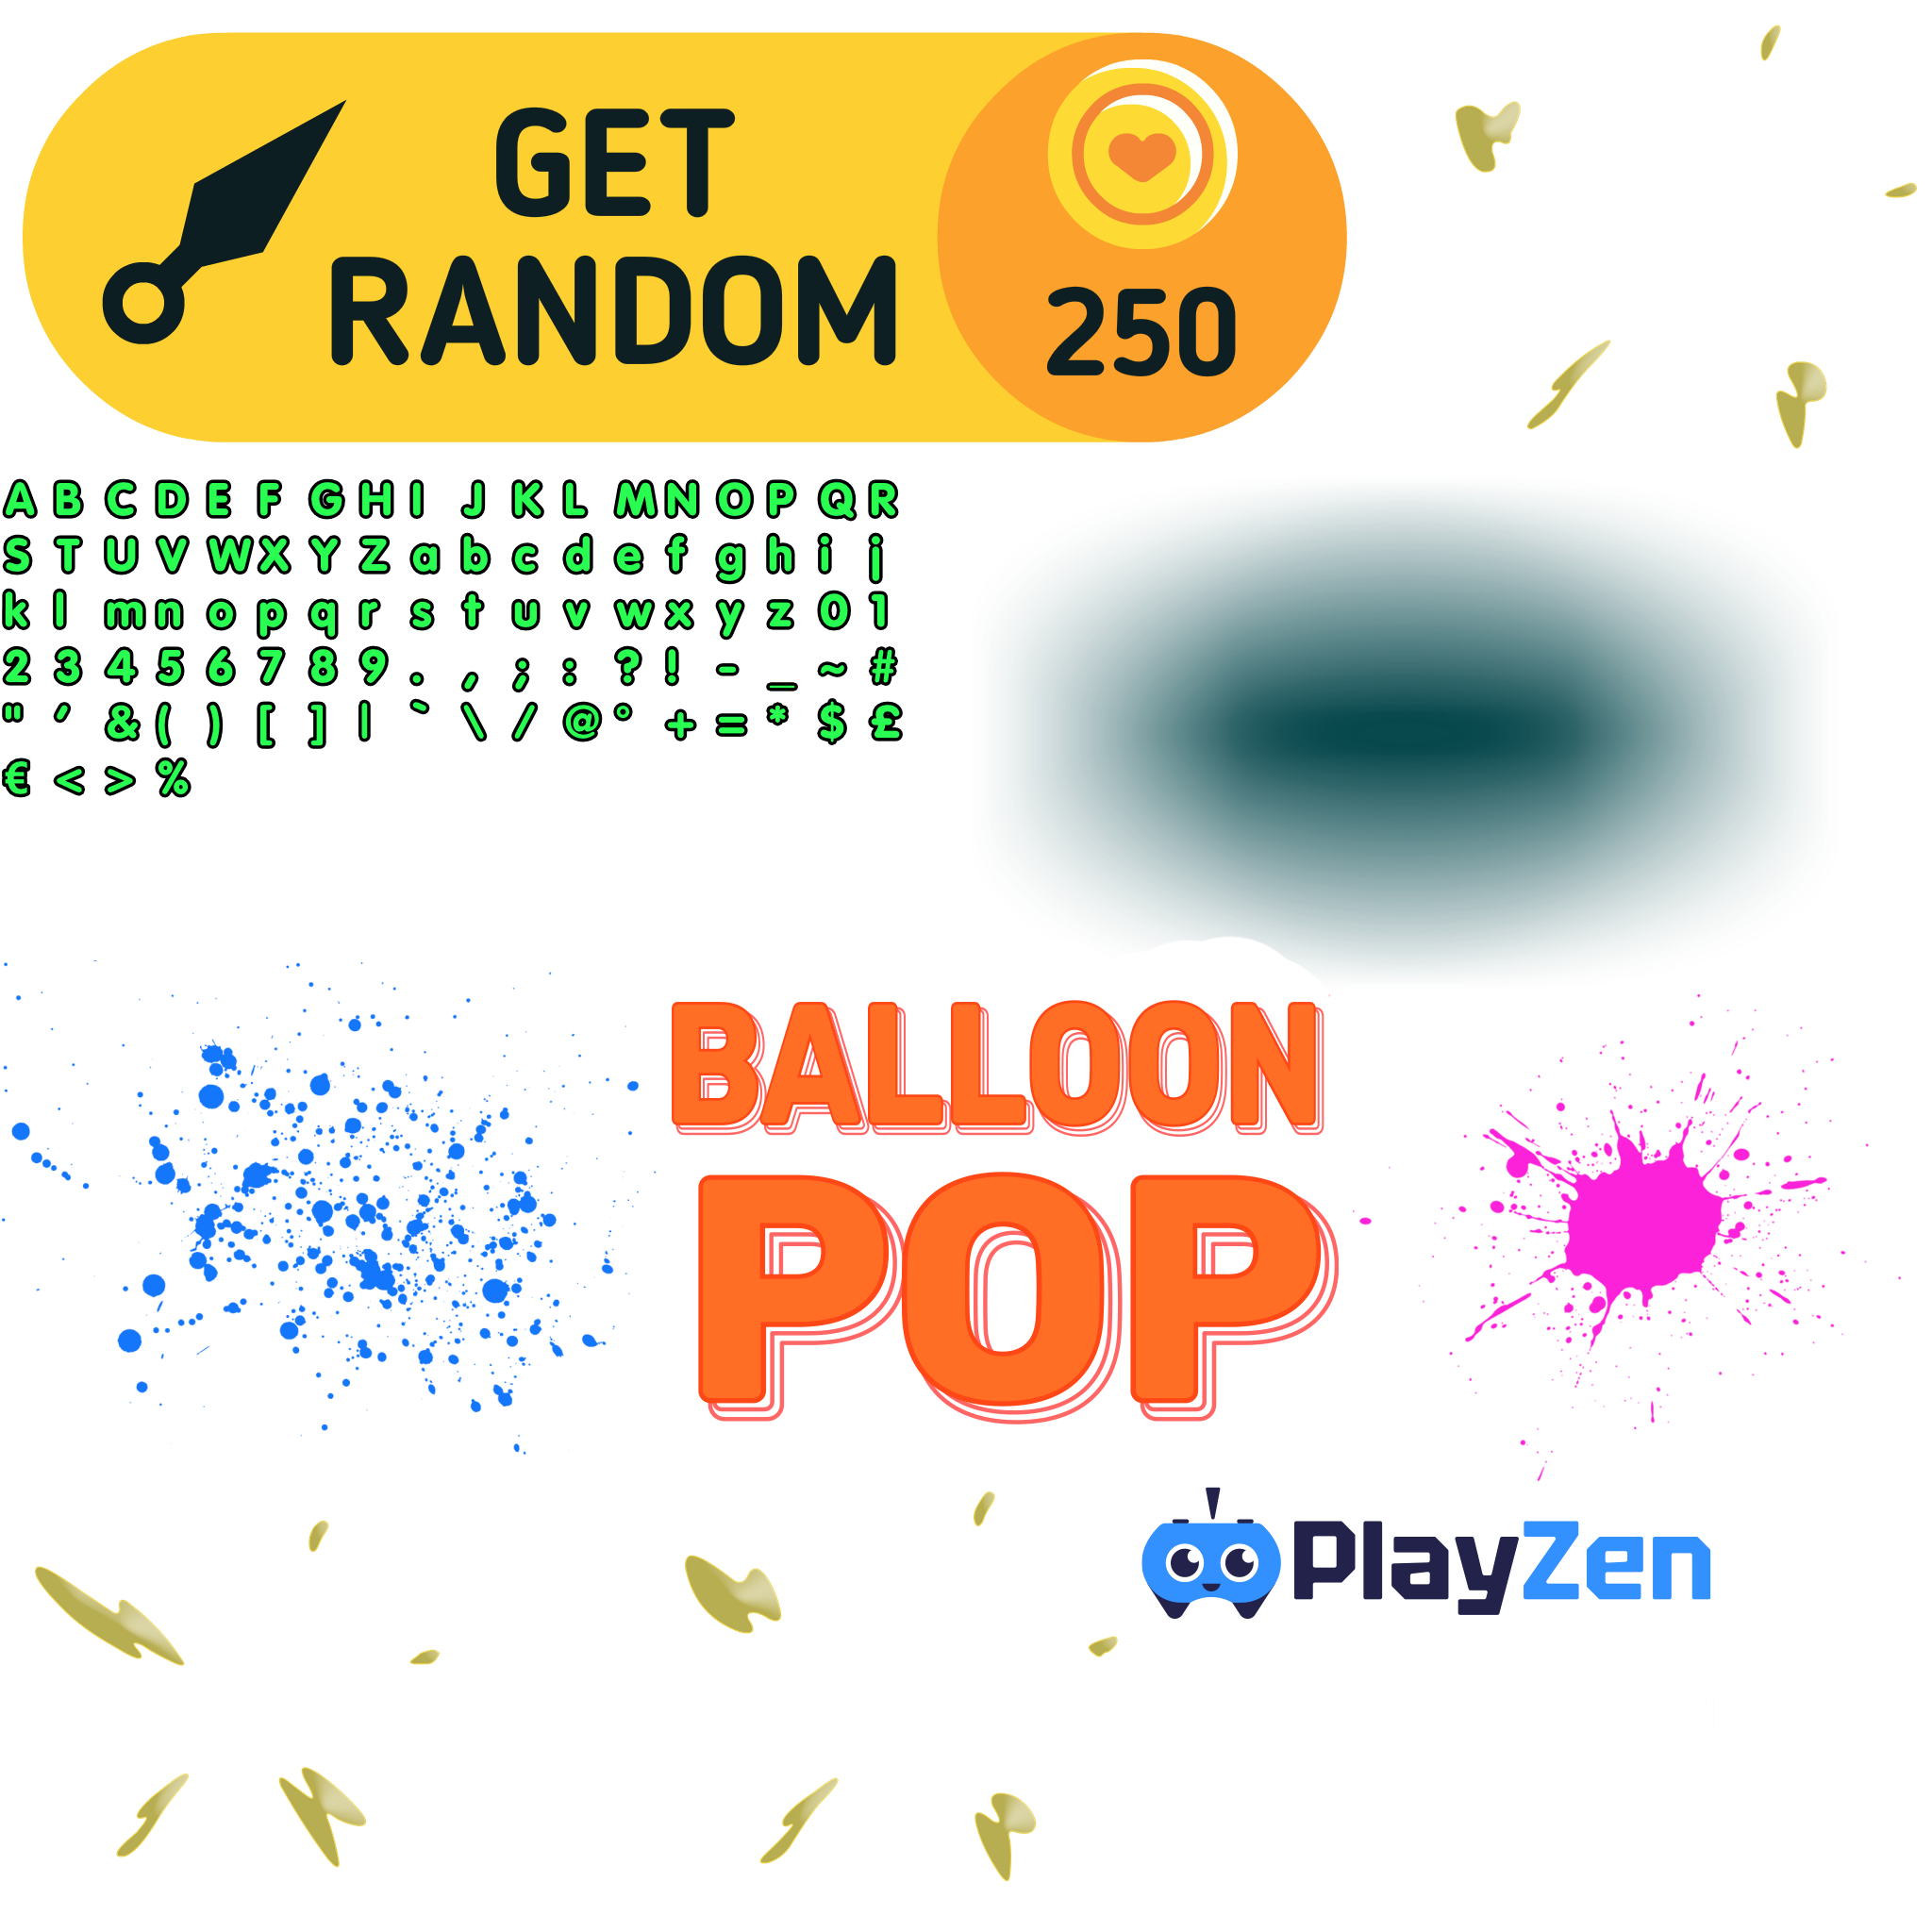 GET
RANDOM
250
A B C D E F G H I J K L M N O P Q R
S T U V W X Y Z a b c d e f g h i j
k l m n o p q r s t u v w x y z 0 1
2 3 4 5 6 7 8 9 . , ; : ? ! - _ ~ #
" ' & ( ) [ ] | ` \ / @ ° + = * $ £
€ < > %
BALLOON
POP
PlayZen